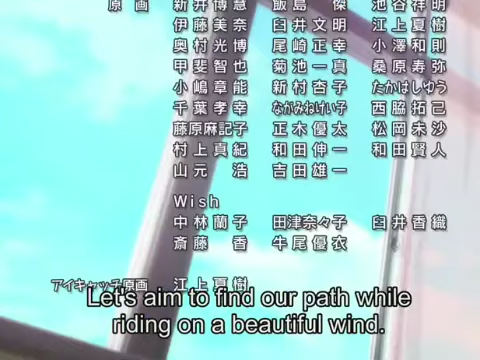 原画 新井博慧 飯島傑 池谷祥明
伊藤美奈 臼井文明 江上夏樹
奥村光博 尾崎正幸 小澤和則
甲斐智也 菊池一真 桑原寿弥
小嶋章能 新村杏子 たかはしゆう
千葉孝幸 ながみねけい子 西脇拓己
藤原麻記子 正木優太 松岡未沙
村上真紀 和田伸一 和田賢人
山元浩 吉田雄一
Wish
中林蘭子 田津奈々子 臼井香織
斎藤香 牛尾優衣
アイキャッチ原画 江上夏樹
Let's aim to find our path while
riding on a beautiful wind.